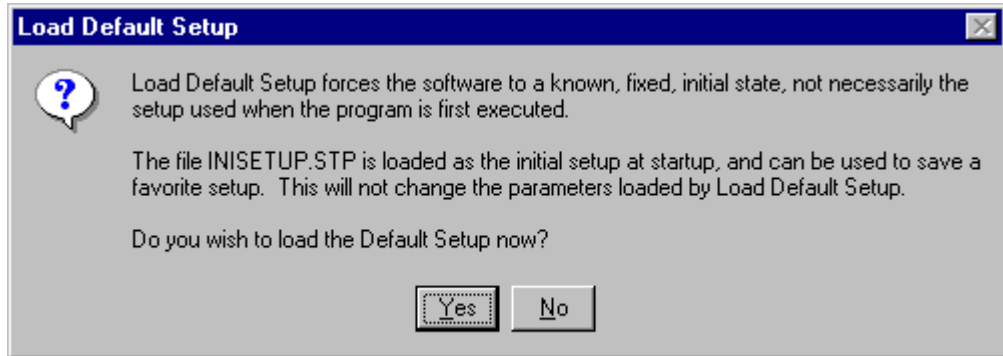 Load Default Setup
?
Load Default Setup forces the software to a known, fixed, initial state, not necessarily the
setup used when the program is first executed.
The file INISETUP.STP is loaded as the initial setup at startup, and can be used to save a
favorite setup.  This will not change the parameters loaded by Load Default Setup.
Do you wish to load the Default Setup now?
Yes No